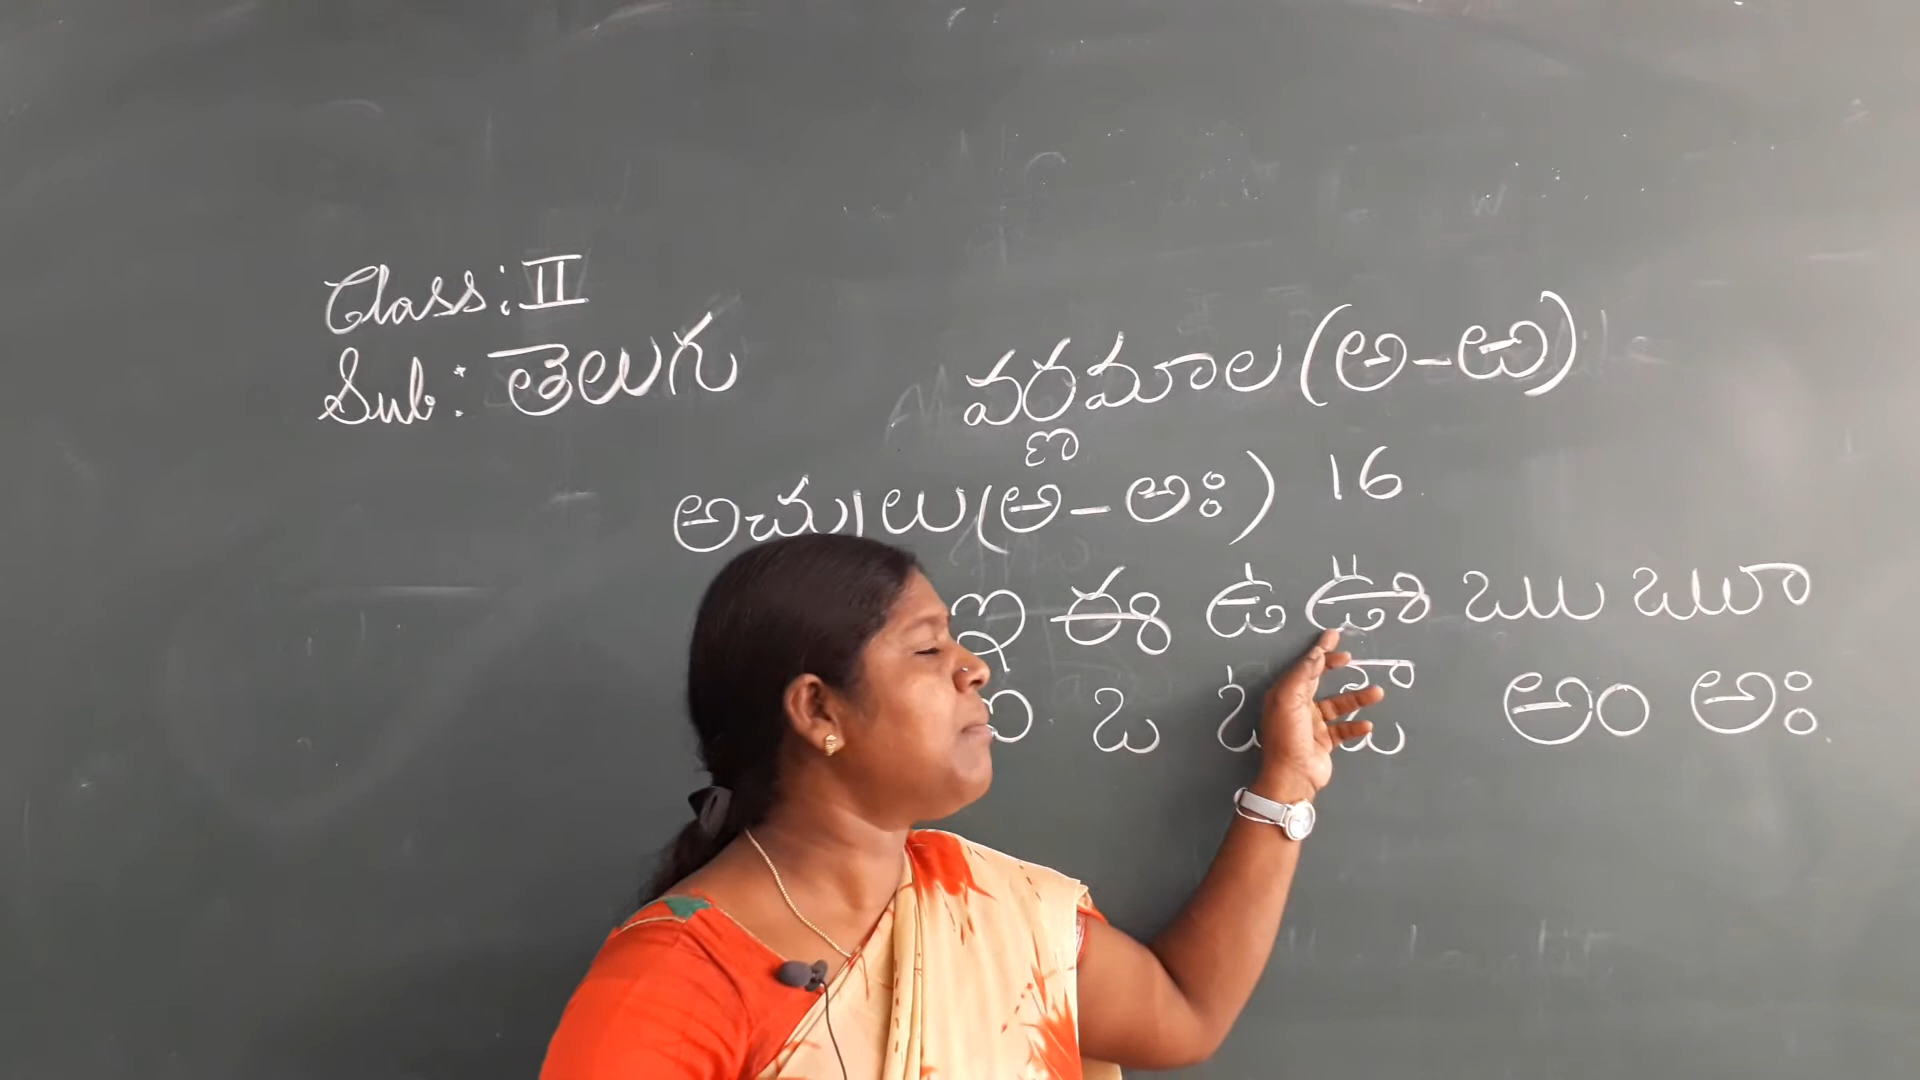 Class: II
Sub: తెలుగు
వర్ణమాల (అ-ఱ)
అచ్చులు (అ-అః) 16
ఇ ఈ ఉ ఊ ఋ ౠ
ఐ ఒ ఓ ఔ అం అః